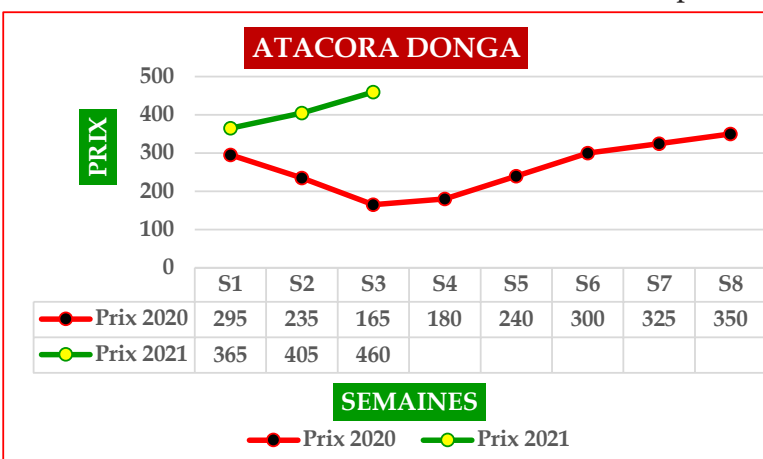 ATACORA DONGA
PRIX
500
400
300
200
100
0
S1 S2 S3 S4 S5 S6 S7 S8
Prix 2020 295 235 165 180 240 300 325 350
Prix 2021 365 405 460
SEMAINES
Prix 2020 Prix 2021